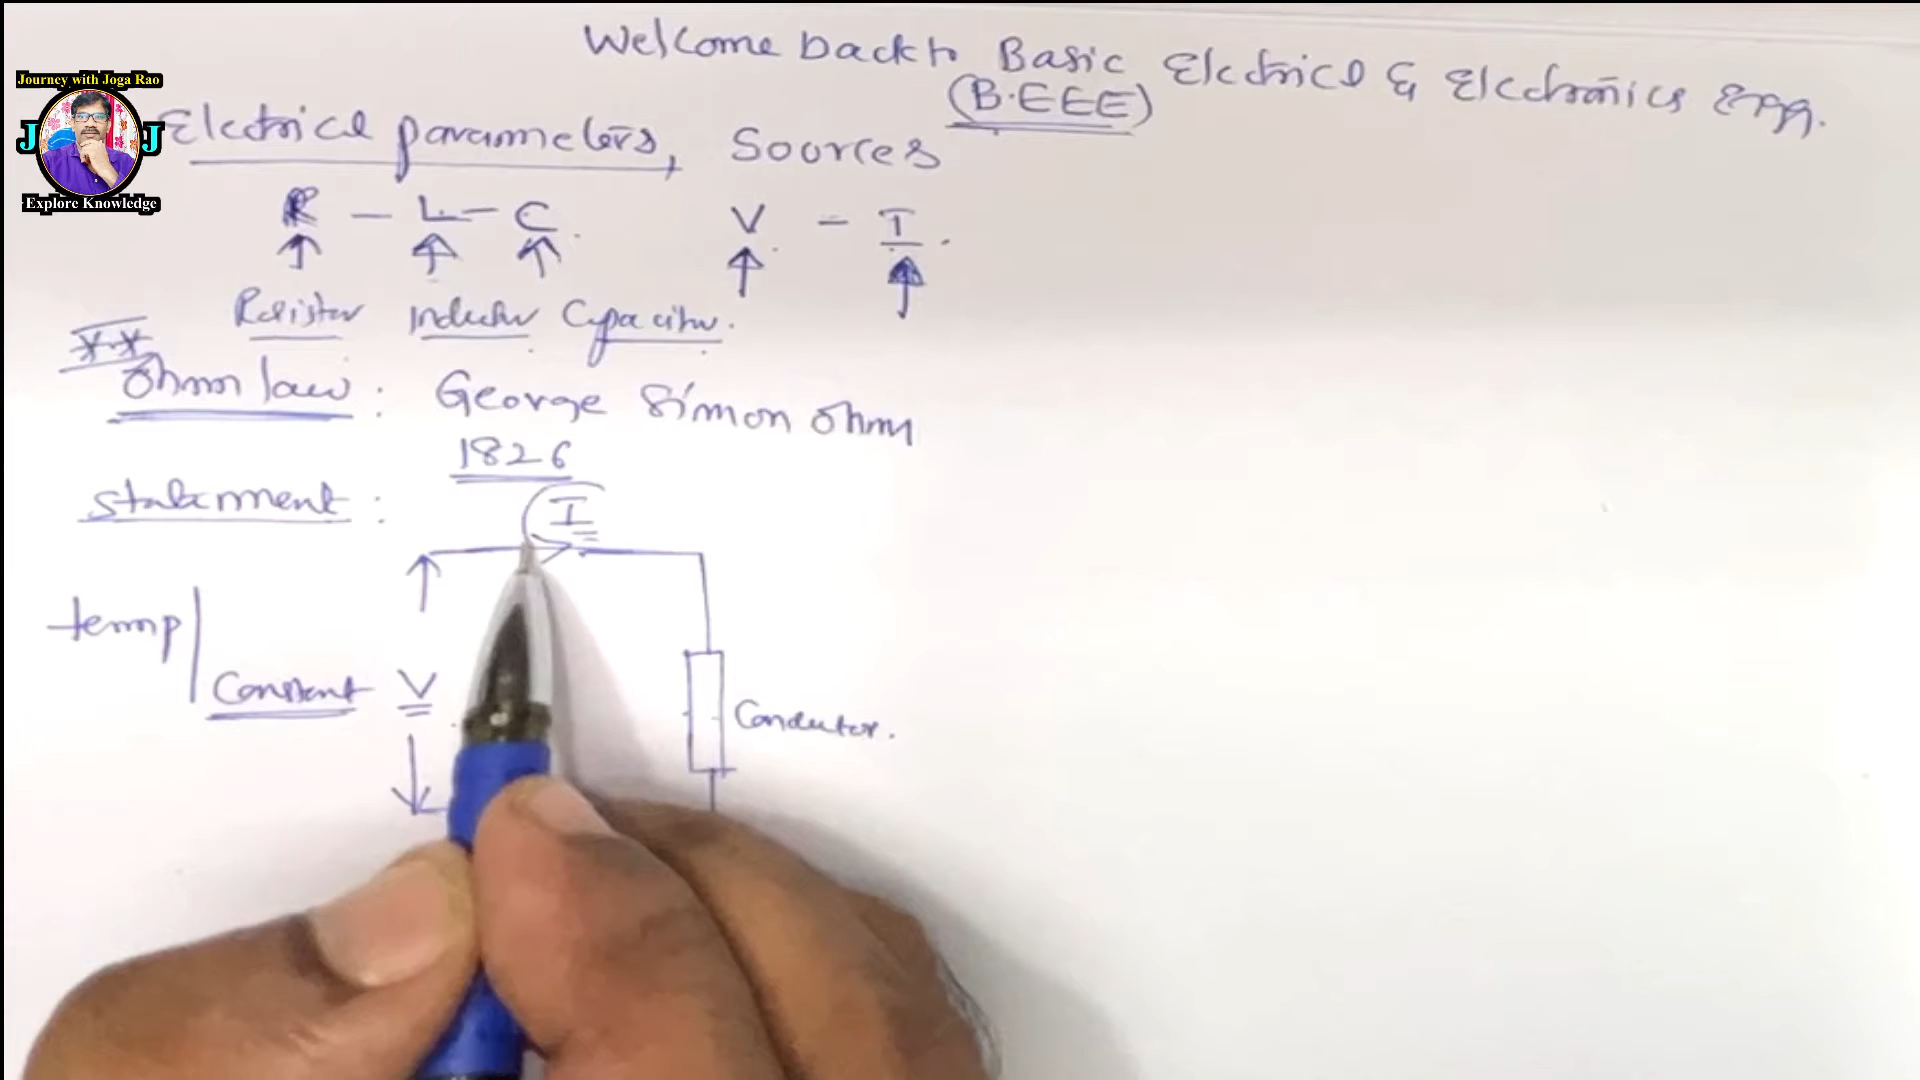 Welcome back to Basic Electrical & Electronics Engg.
(B.EEE)
Journey with Joga Rao
J J
Explore Knowledge
Electrical parameters, Sources
R - L - C. V - I.
Resistor Inductor Capacitor.
**
Ohm law: George Simon Ohm
1826
Statement:
I
temp
Constant V
Conductor.